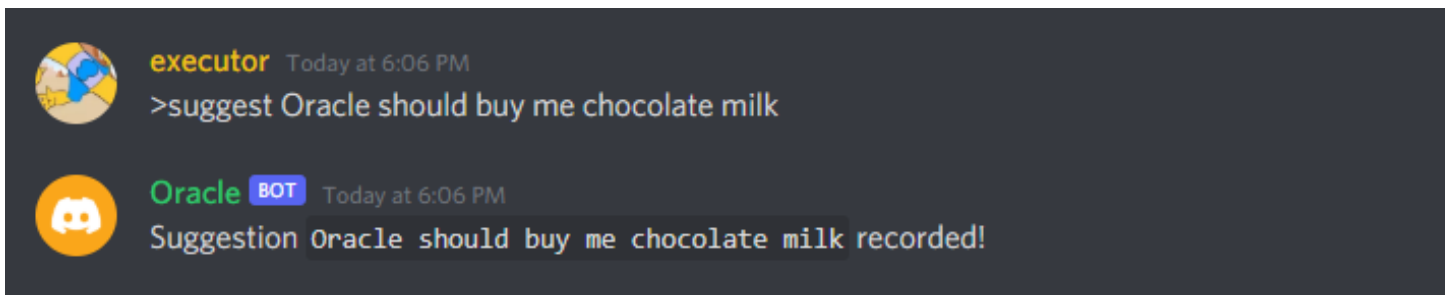 executor Today at 6:06 PM
>suggest Oracle should buy me chocolate milk
Oracle BOT Today at 6:06 PM
Suggestion Oracle should buy me chocolate milk recorded!